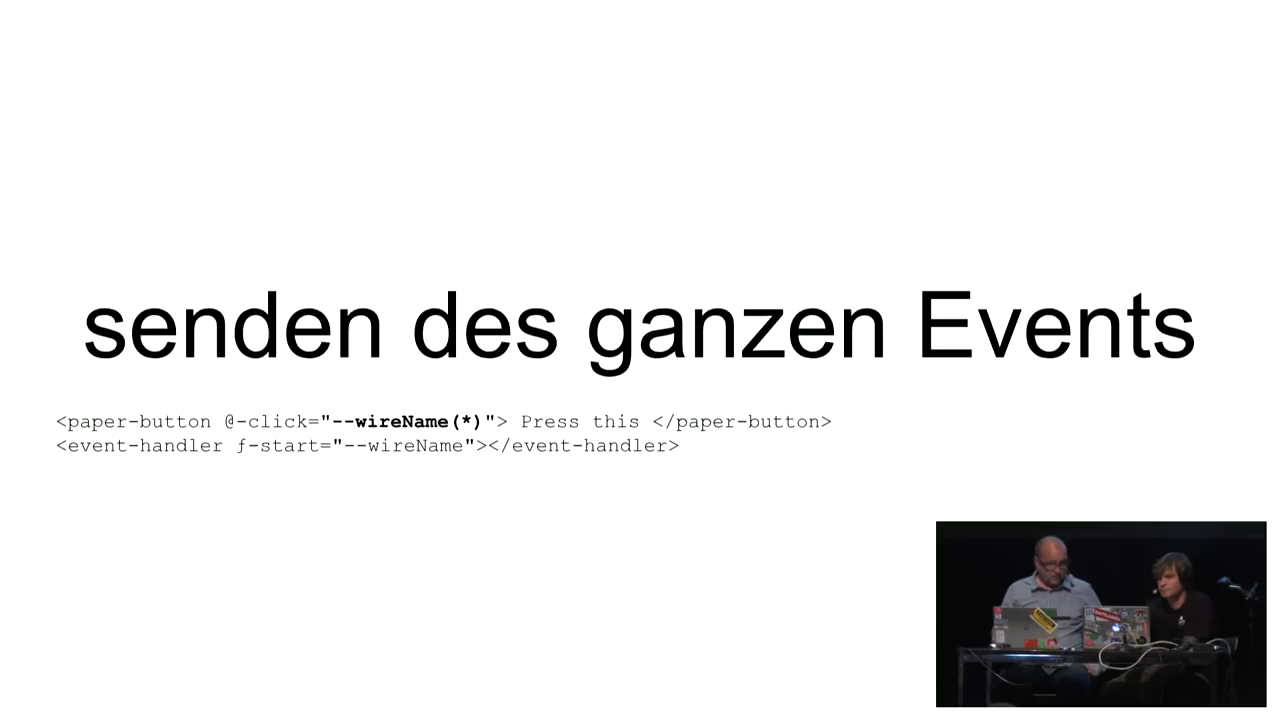 senden des ganzen Events
<paper-button @-click="--wireName(*)"> Press this </paper-button>
<event-handler ƒ-start="--wireName"></event-handler>